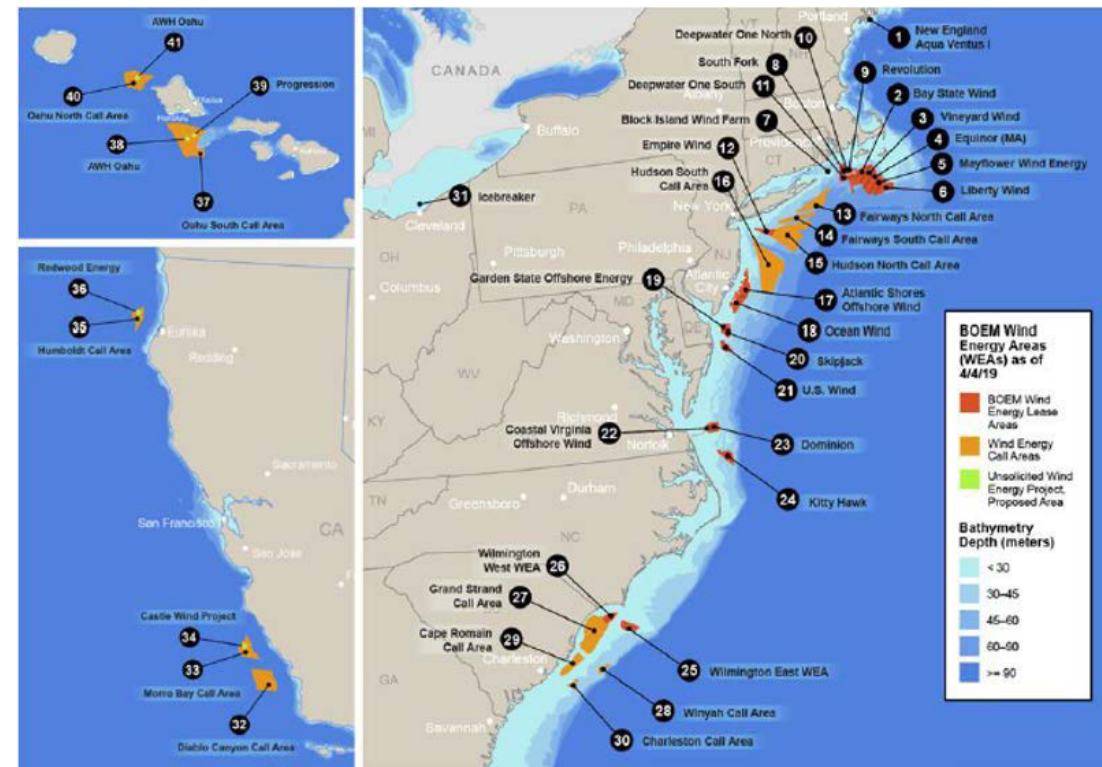 AWH Oahu
41
39
Progression
40
Oahu North Call Area
Honolulu
38
AWH Oahu
37
Oahu South Call Area
Redwood Energy
36
35
Humboldt Call Area
Eureka
Redding
Sacramento
San Francisco
CA
San Jose
Castle Wind Project
34
33
Morro Bay Call Area
32
Diablo Canyon Call Area
CANADA
VT
NH
Portland
Deepwater One North
10
1
New England
Aqua Ventus I
South Fork
8
9
Revolution
Deepwater One South
11
2
Bay State Wind
Albany
Boston
Block Island Wind Farm
7
3
Vineyard Wind
Buffalo
Providence
4
Equinor (MA)
MI
Empire Wind
12
CT
5
Mayflower Wind Energy
Hudson South
Call Area
16
6
Liberty Wind
31
Icebreaker
Cleveland
PA
New York
13
Fairways North Call Area
14
Fairways South Call Area
OH
Pittsburgh
Philadelphia
NJ
15
Hudson North Call Area
Columbus
Garden State Offshore Energy
19
Atlantic
City
17
Atlantic Shores
Offshore Wind
MD
DE
18
Ocean Wind
Washington
20
Skipjack
WV
21
U.S. Wind
KY
Richmond
Coastal Virginia
Offshore Wind
22
Norfolk
23
Dominion
24
Kitty Hawk
TN
Greensboro
Durham
NC
Wilmington
West WEA
26
Grand Strand
Call Area
27
Cape Romain
Call Area
29
Charleston
25
Wilmington East WEA
GA
28
Winyah Call Area
Savannah
30
Charleston Call Area
BOEM Wind
Energy Areas
(WEAs) as of
4/4/19
BOEM Wind
Energy Lease
Areas
Wind Energy
Call Areas
Unsolicited Wind
Energy Project,
Proposed Area
Bathymetry
Depth (meters)
< 30
30–45
45–60
60–90
>= 90